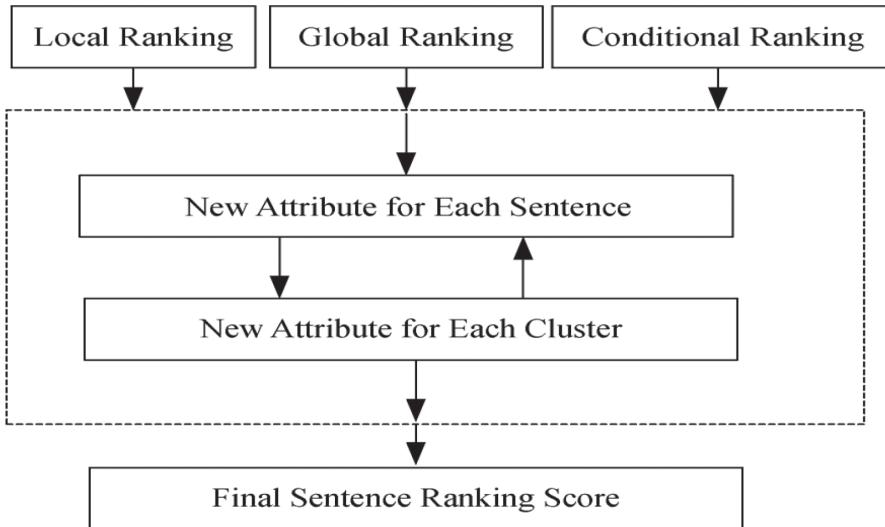 Local Ranking
Global Ranking
Conditional Ranking
New Attribute for Each Sentence
New Attribute for Each Cluster
Final Sentence Ranking Score